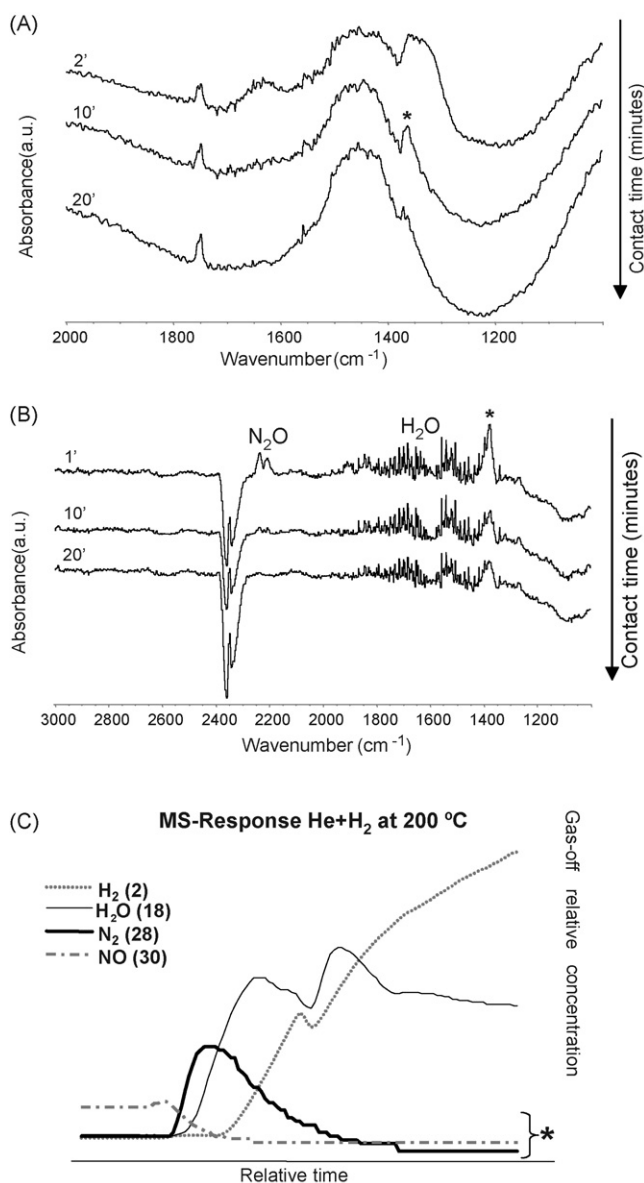 (A)
Absorbance(a.u.)
2’
10’
20’
*
Contact time (minutes)
2000 1800 1600 1400 1200
Wavenumber (cm⁻¹)
(B)
Absorbance(a.u.)
N₂O
H₂O
*
1’
10’
20’
Contact time (minutes)
3000 2800 2600 2400 2200 2000 1800 1600 1400 1200
Wavenumber (cm⁻¹)
(C)
MS-Response He+H₂ at 200 ºC
H₂ (2)
H₂O (18)
N₂ (28)
NO (30)
Gas-off relative concentration
*
Relative time